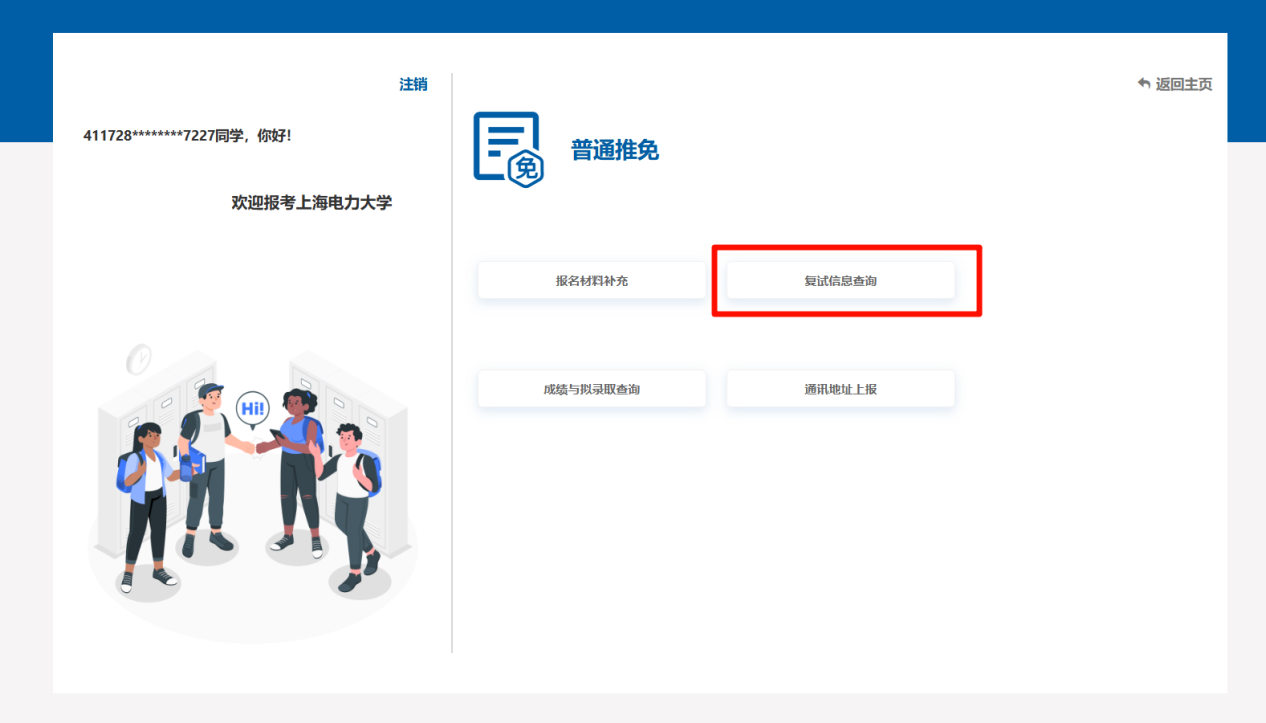 注销
返回主页
411728********7227同学，你好！
免
普通推免
欢迎报考上海电力大学
报名材料补充
复试信息查询
成绩与拟录取查询
通讯地址上报
Hi!